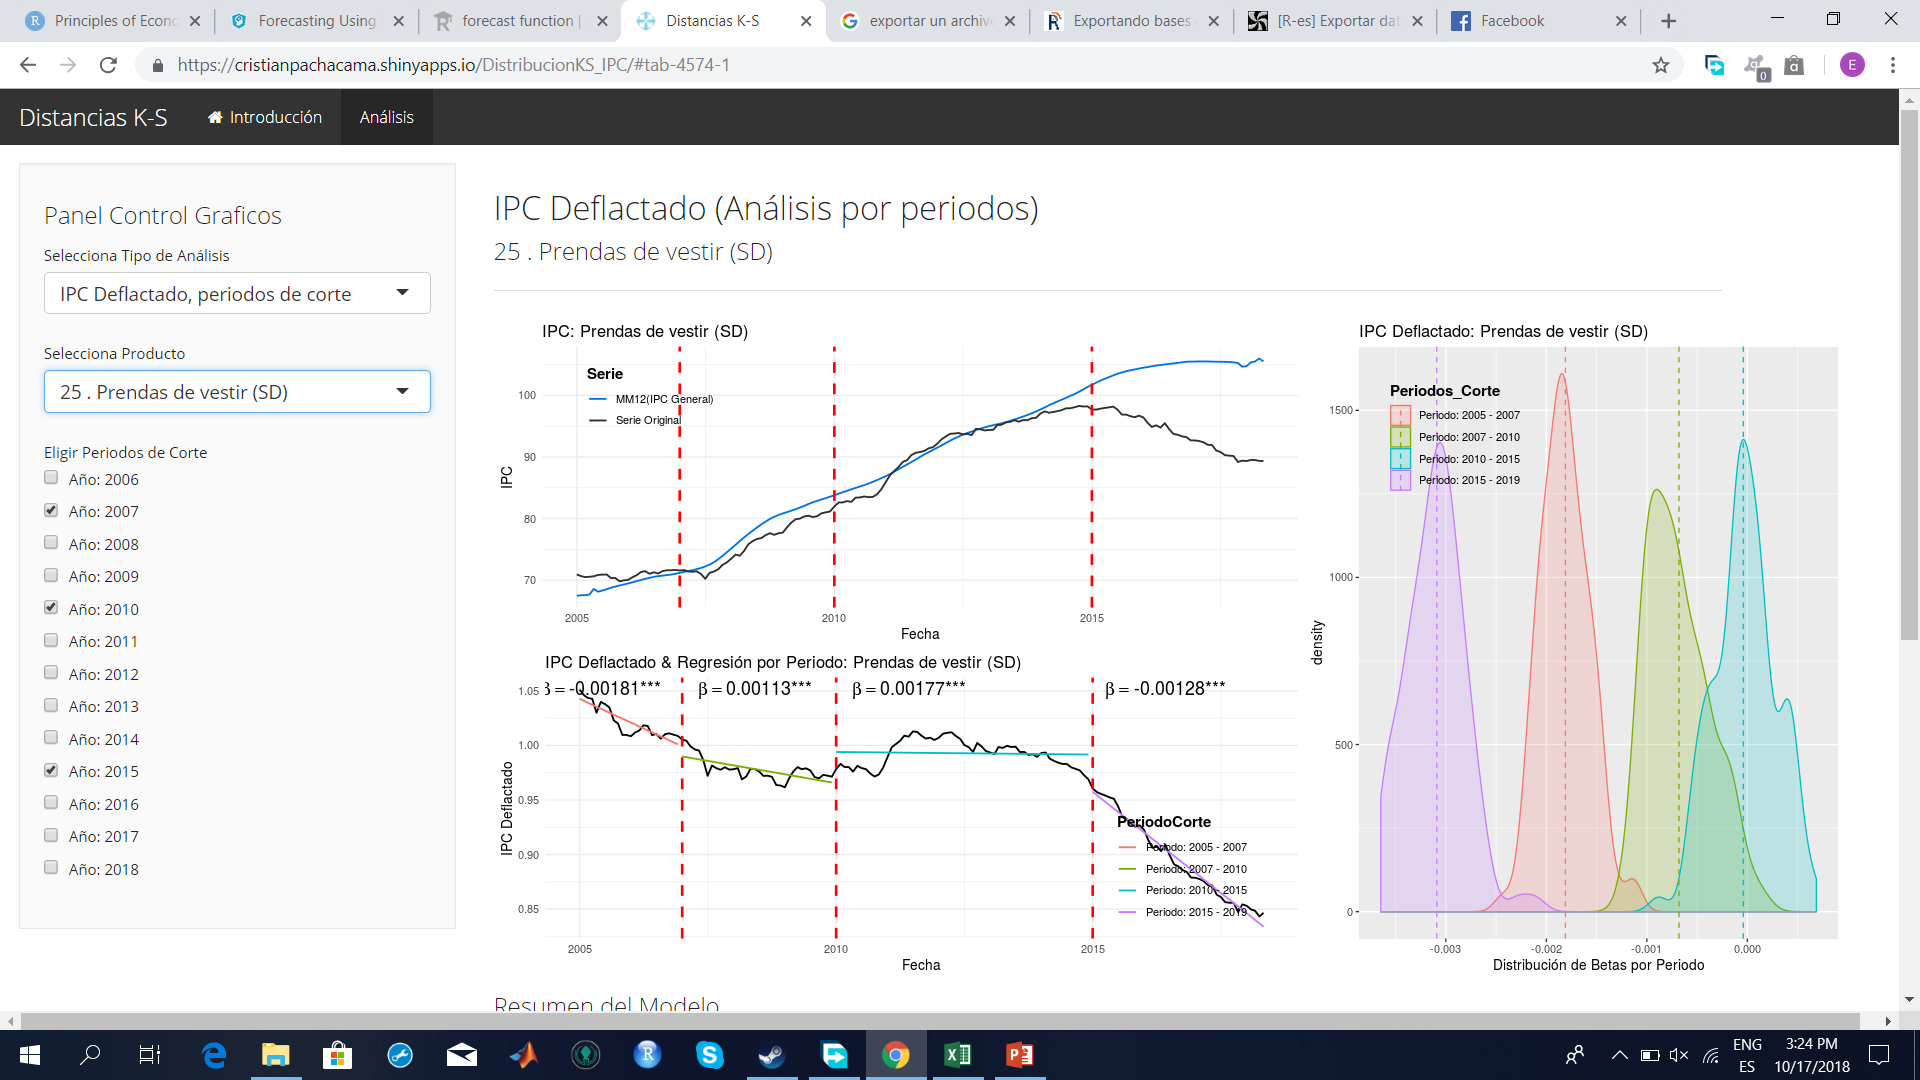 Principles of Econo
Forecasting Using
forecast function |
Distancias K-S
exportar un archivo
Exportando bases
[R-es] Exportar dat
Facebook
https://cristianpachacama.shinyapps.io/DistribucionKS_IPC/#tab-4574-1
0
E
Distancias K-S
Introducción
Análisis
Panel Control Graficos
Selecciona Tipo de Análisis
IPC Deflactado, periodos de corte
Selecciona Producto
25 . Prendas de vestir (SD)
Eligir Periodos de Corte
Año: 2006
Año: 2007
Año: 2008
Año: 2009
Año: 2010
Año: 2011
Año: 2012
Año: 2013
Año: 2014
Año: 2015
Año: 2016
Año: 2017
Año: 2018
IPC Deflactado (Análisis por periodos)
25 . Prendas de vestir (SD)
IPC: Prendas de vestir (SD)
Serie
MM12(IPC General)
Serie Original
100
90
80
70
IPC
2005
2010
2015
Fecha
IPC Deflactado & Regresión por Periodo: Prendas de vestir (SD)
β = -0.00181***
β = 0.00113***
β = 0.00177***
β = -0.00128***
1.05
1.00
0.95
0.90
0.85
IPC Deflactado
PeriodoCorte
Periodo: 2005 - 2007
Periodo: 2007 - 2010
Periodo: 2010 - 2015
Periodo: 2015 - 2019
2005
2010
2015
Fecha
IPC Deflactado: Prendas de vestir (SD)
Periodos_Corte
Periodo: 2005 - 2007
Periodo: 2007 - 2010
Periodo: 2010 - 2015
Periodo: 2015 - 2019
1500
1000
500
0
density
-0.003
-0.002
-0.001
0.000
Distribución de Betas por Periodo
Resumen del Modelo
ENG
ES
3:24 PM
10/17/2018